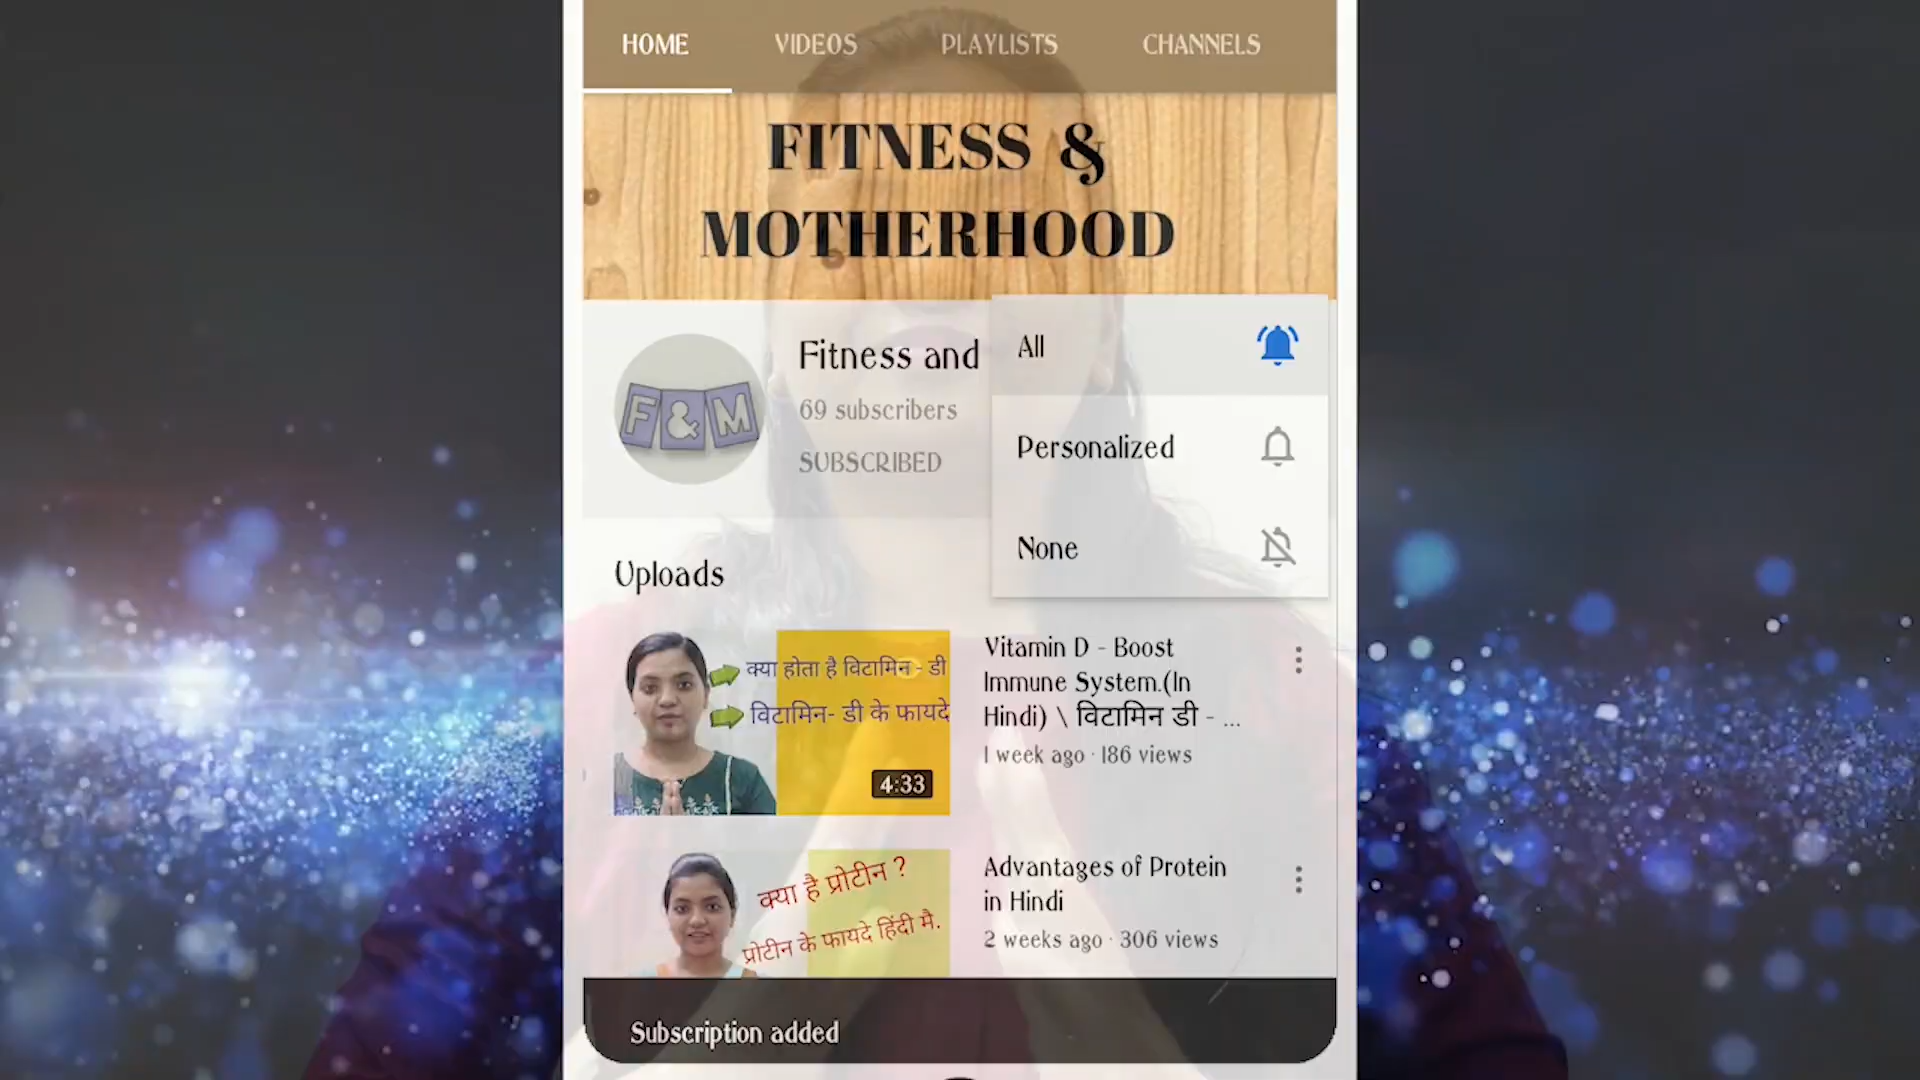 HOME VIDEOS PLAYLISTS CHANNELS
FITNESS &
MOTHERHOOD
F&M
Fitness and
69 subscribers
SUBSCRIBED
All
Personalized
None
Uploads
क्या होता है विटामिन - डी
विटामिन- डी के फायदे
4:33
Vitamin D - Boost
Immune System.(In
Hindi) \ विटामिन डी - ...
1 week ago · 186 views
क्या है प्रोटीन ?
प्रोटीन के फायदे हिंदी मै.
Advantages of Protein
in Hindi
2 weeks ago · 306 views
Subscription added